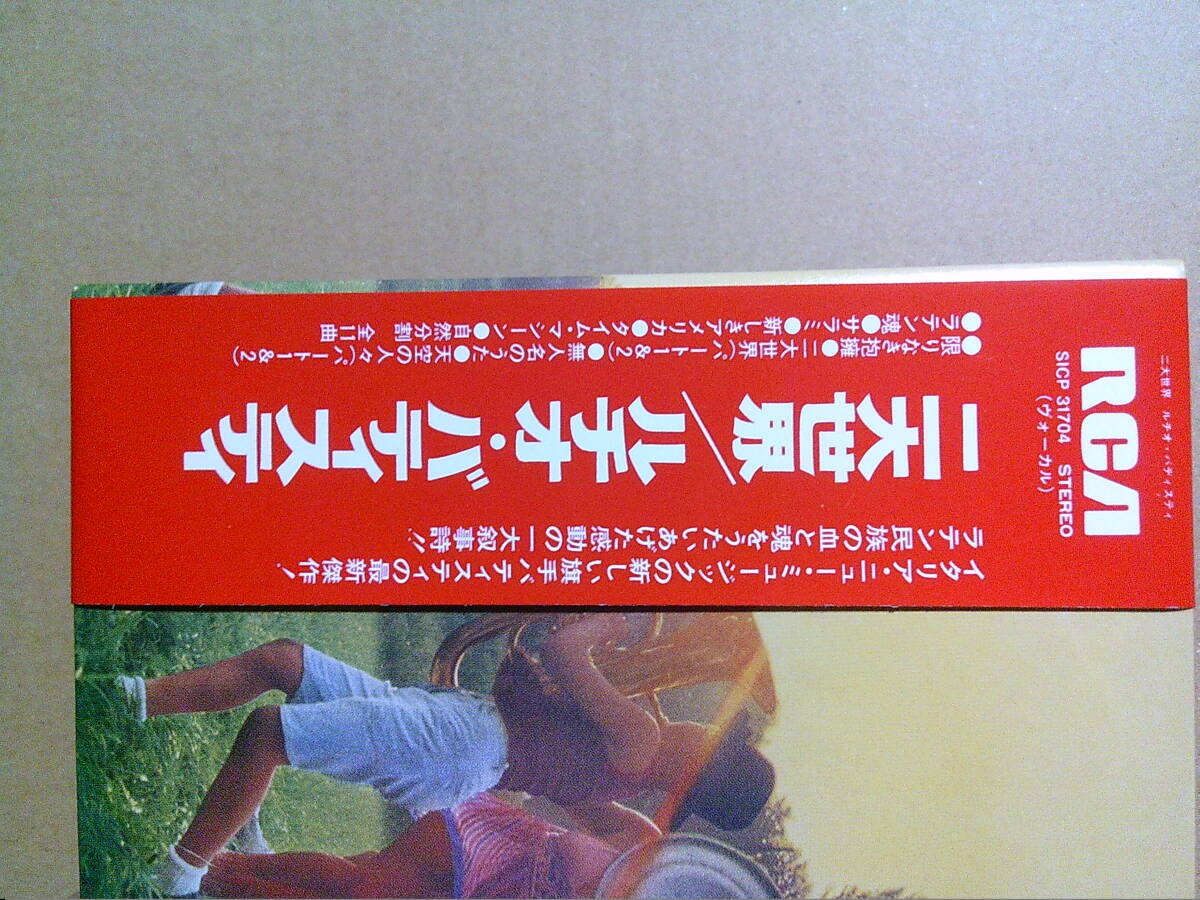 二大世界　ルチオ・バティスティ
RCA
SICP 31704　STEREO
（ヴォーカル）
イタリア・ニュー・ミュージックの新しい旗手バティスティの最新傑作！
ラテン民族の血と魂をうたいあげた感動の一大叙事詩!!
二大世界／ルチオ・バティスティ
●限りなき抱擁●二大世界（パート1＆2）●無人名のうた●天空の人々（パート1＆2）
●ラテン魂●サラミ●新しきアメリカ●タイム・マシーン●自然分割　全11曲